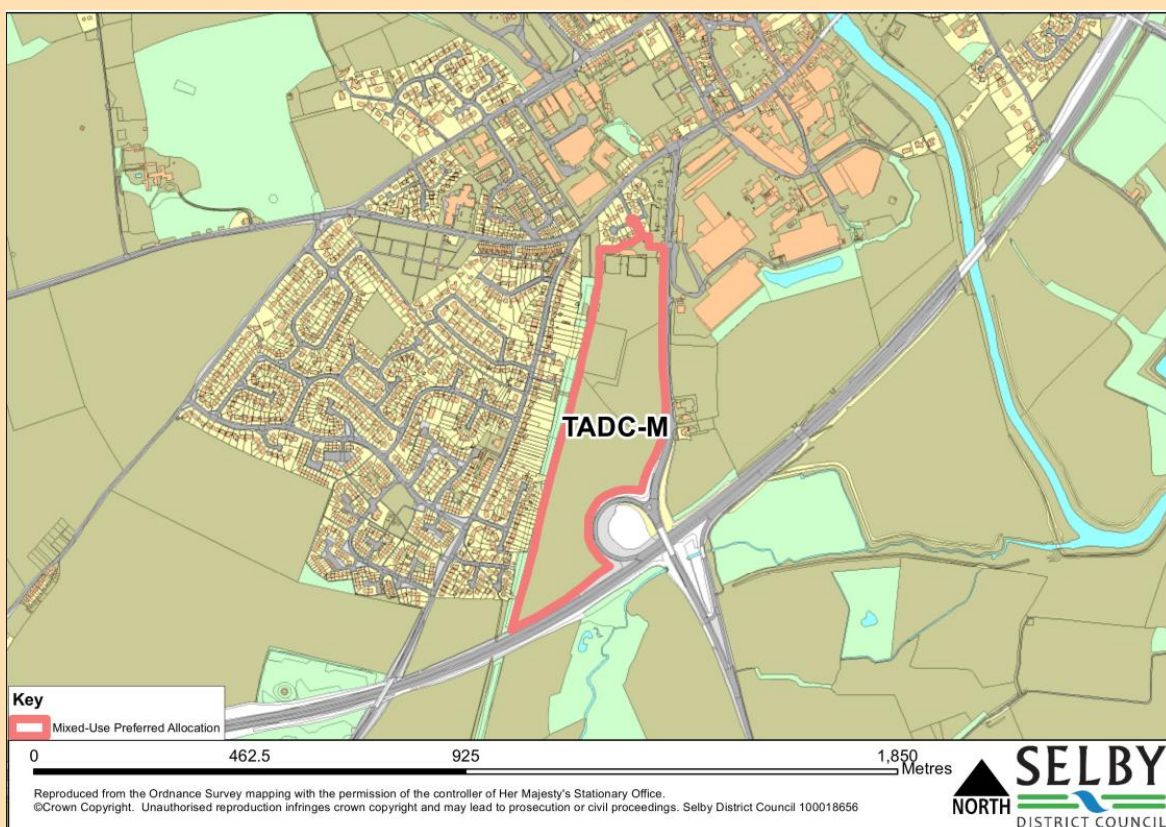 TADC-M
Key
Mixed-Use Preferred Allocation
0 462.5 925 1,850
Metres
Reproduced from the Ordnance Survey mapping with the permission of the controller of Her Majesty's Stationary Office.
©Crown Copyright. Unauthorised reproduction infringes crown copyright and may lead to prosecution or civil proceedings. Selby District Council 100018656
NORTH
SELBY
DISTRICT COUNCIL